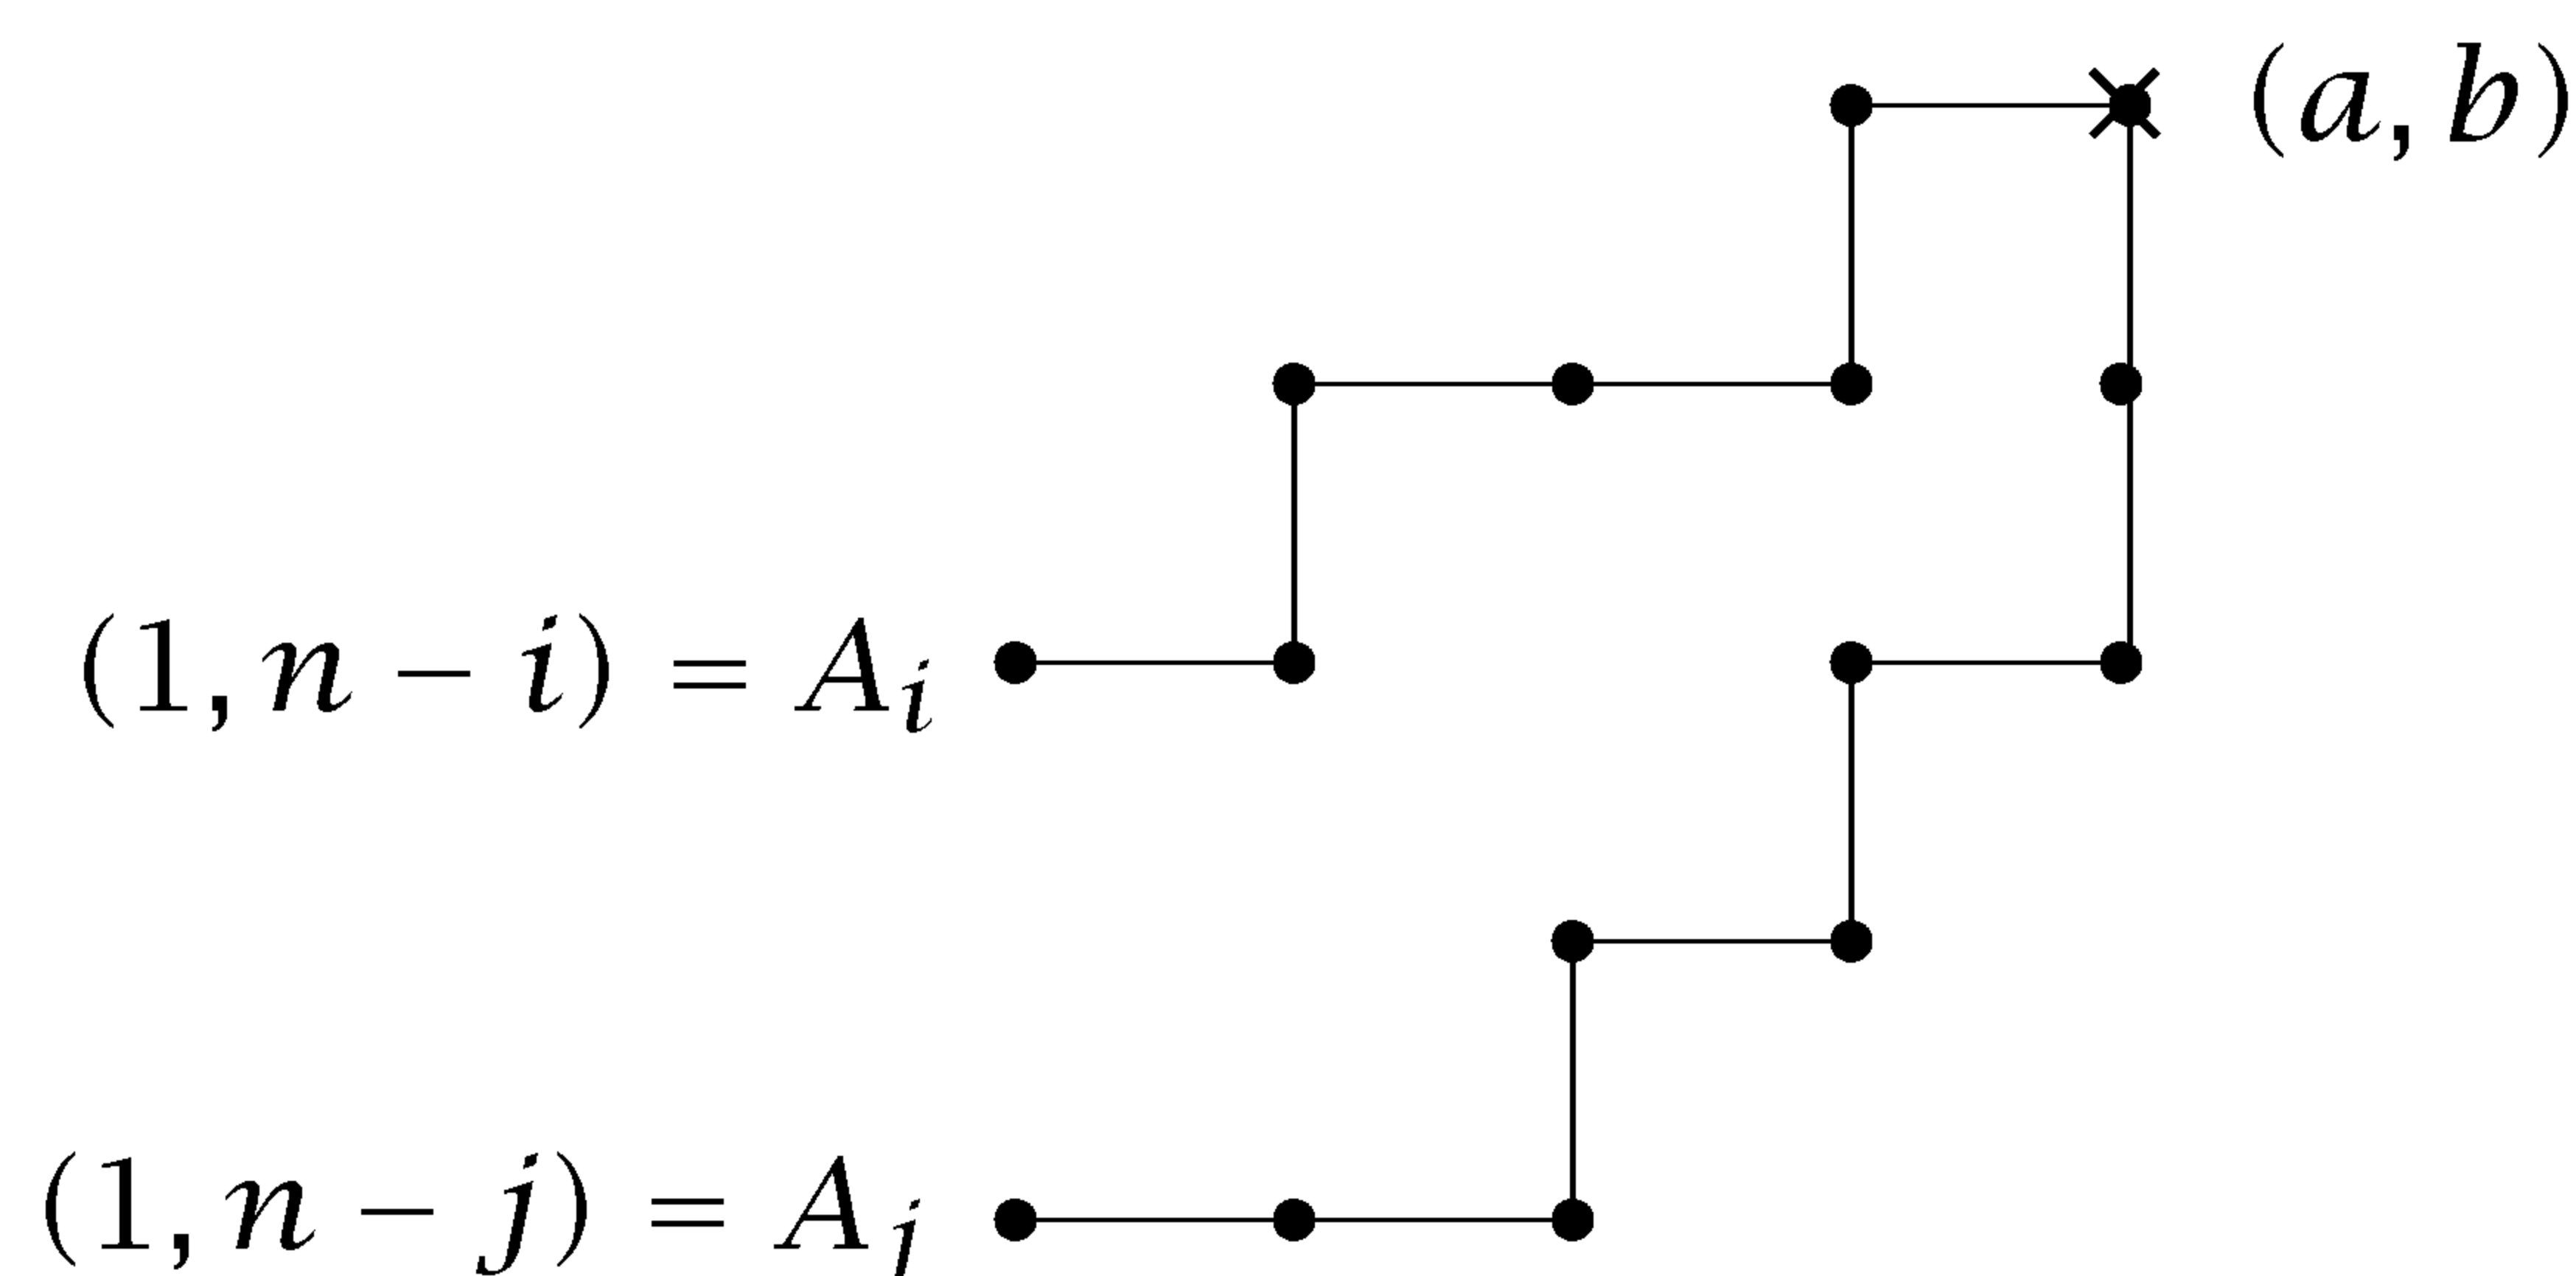 (a, b)
(1, n − i) = A_i
(1, n − j) = A_j